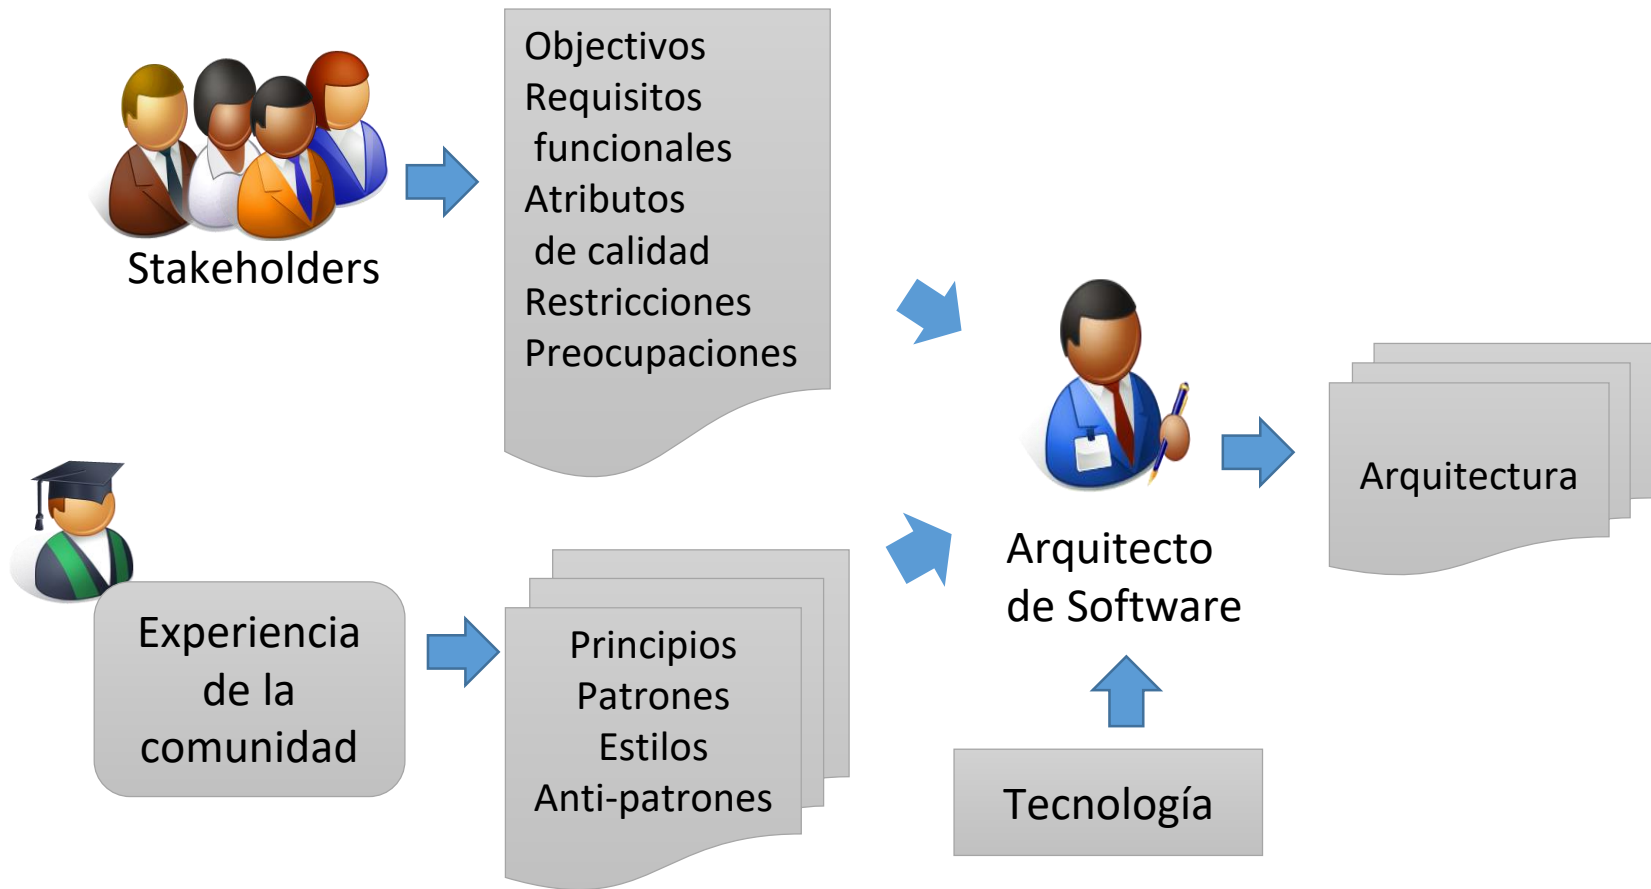 Stakeholders
Objectivos
Requisitos
funcionales
Atributos
de calidad
Restricciones
Preocupaciones
Experiencia
de la
comunidad
Principios
Patrones
Estilos
Anti-patrones
Arquitecto
de Software
Tecnología
Arquitectura